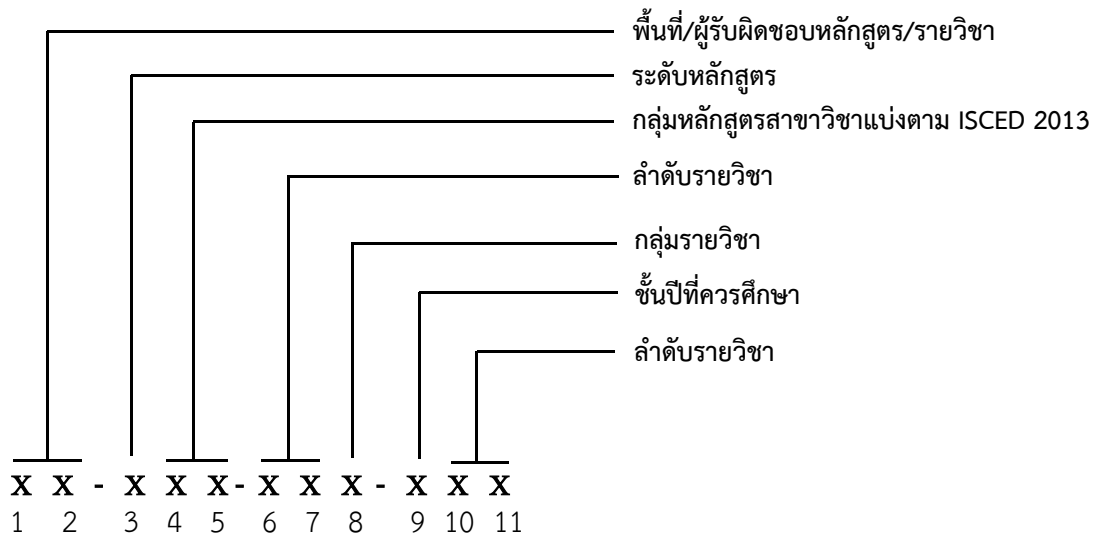 พื้นที่/ผู้รับผิดชอบหลักสูตร/รายวิชา
ระดับหลักสูตร
กลุ่มหลักสูตรสาขาวิชาแบ่งตาม ISCED 2013
ลำดับรายวิชา
กลุ่มรายวิชา
ชั้นปีที่ควรศึกษา
ลำดับรายวิชา
X X - X X X- X X X - X X X
1 2 3 4 5 6 7 8 9 10 11